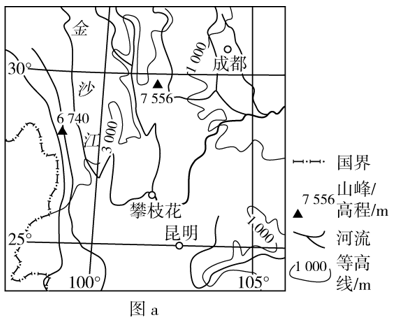 金
沙
江
1 000
成都
30°
7 556
6 740
3 000
攀枝花
1 000
昆明
25°
100°
105°
国界
7 556
山峰/
高程/m
河流
1 000
等高
线/m
图 a